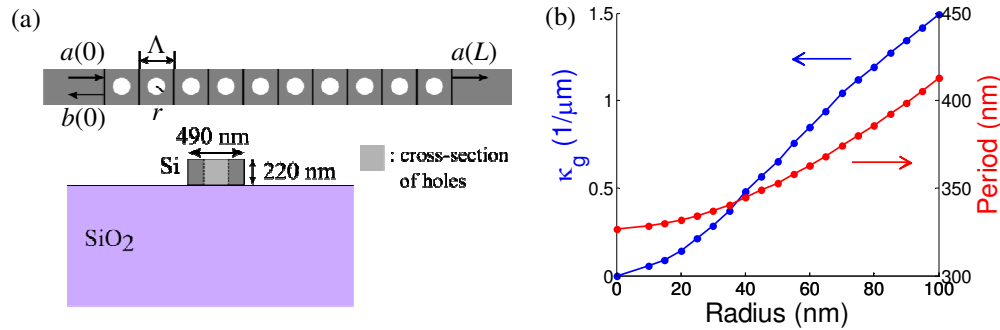 (a)
a(0)
Λ
a(L)
b(0)
r
490 nm
Si
220 nm
: cross-section
of holes
SiO2
(b)
κg (1/μm)
1.5
1
0.5
0
0
20
40
60
80
100
Radius (nm)
450
400
350
300
Period (nm)